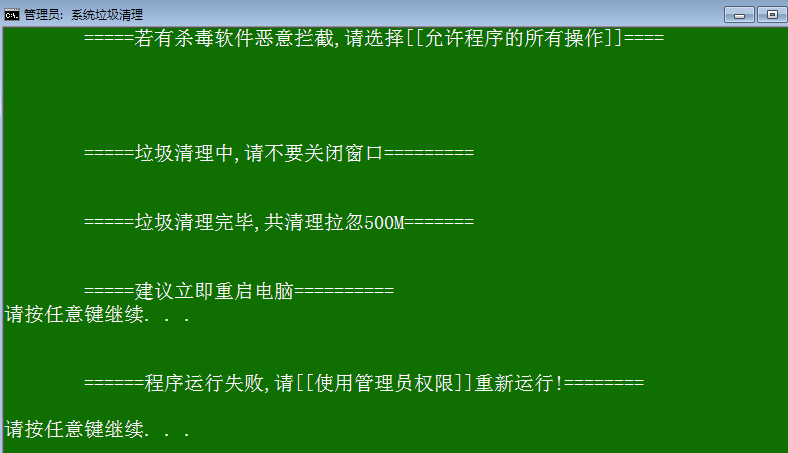 管理员: 系统垃圾清理
=====若有杀毒软件恶意拦截,请选择[[允许程序的所有操作]]====
=====垃圾清理中,请不要关闭窗口=========
=====垃圾清理完毕,共清理拉忽500M=======
=====建议立即重启电脑==========
请按任意键继续. . .
======程序运行失败,请[[使用管理员权限]]重新运行!========
请按任意键继续. . .